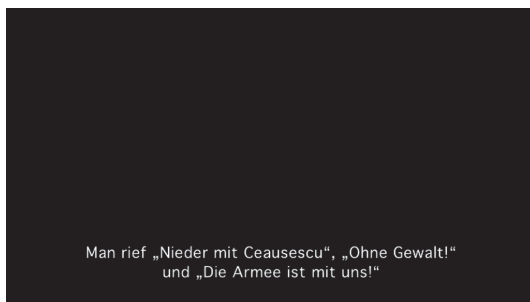 Man rief „Nieder mit Ceausescu“, „Ohne Gewalt!“
und „Die Armee ist mit uns!“